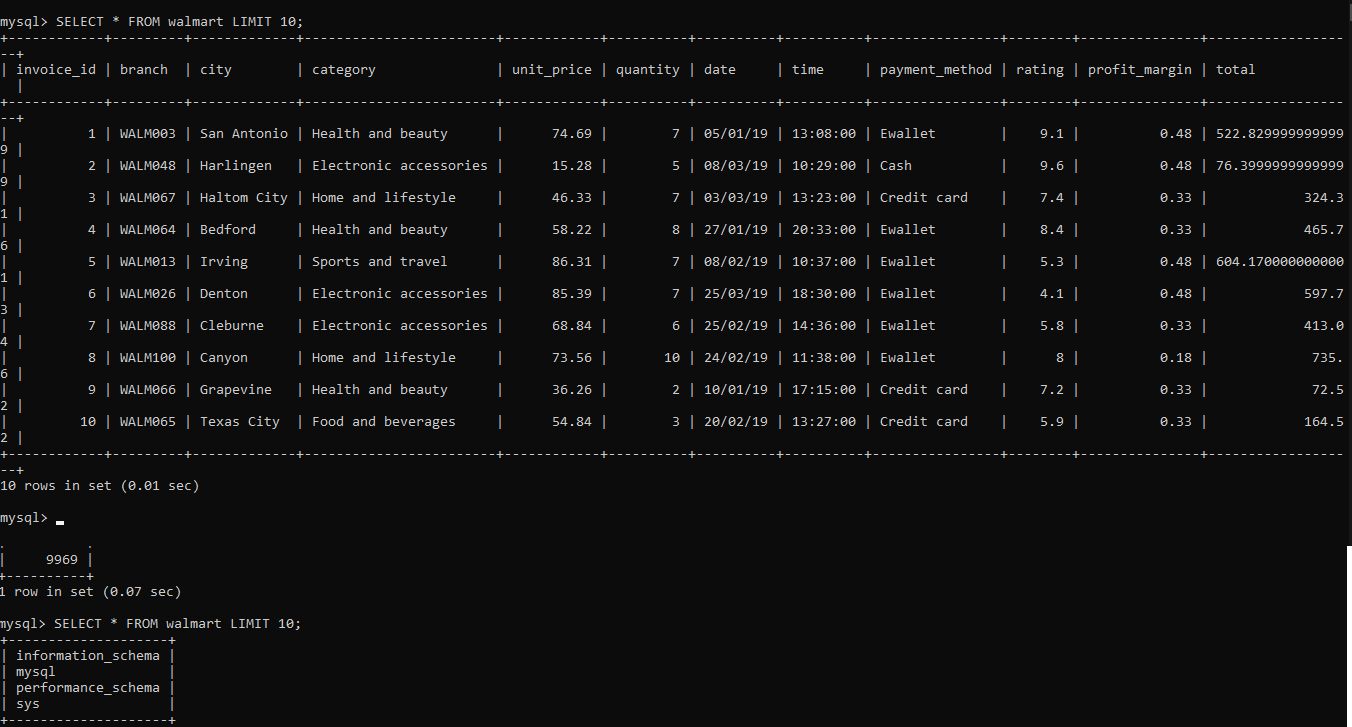 mysql> SELECT * FROM walmart LIMIT 10;
+------------+---------+-------------+------------------------+------------+----------+----------+----------+----------------+--------+---------------+-----------------
--+
| invoice_id | branch  | city        | category               | unit_price | quantity | date     | time     | payment_method | rating | profit_margin | total
  |
+------------+---------+-------------+------------------------+------------+----------+----------+----------+----------------+--------+---------------+-----------------
--+
|          1 | WALM003 | San Antonio | Health and beauty      |      74.69 |        7 | 05/01/19 | 13:08:00 | Ewallet        |    9.1 |          0.48 | 522.829999999999
9 |
|          2 | WALM048 | Harlingen   | Electronic accessories |      15.28 |        5 | 08/03/19 | 10:29:00 | Cash           |    9.6 |          0.48 | 76.3999999999999
9 |
|          3 | WALM067 | Haltom City | Home and lifestyle     |      46.33 |        7 | 03/03/19 | 13:23:00 | Credit card    |    7.4 |          0.33 |            324.3
1 |
|          4 | WALM064 | Bedford     | Health and beauty      |      58.22 |        8 | 27/01/19 | 20:33:00 | Ewallet        |    8.4 |          0.33 |            465.7
6 |
|          5 | WALM013 | Irving      | Sports and travel      |      86.31 |        7 | 08/02/19 | 10:37:00 | Ewallet        |    5.3 |          0.48 | 604.170000000000
1 |
|          6 | WALM026 | Denton      | Electronic accessories |      85.39 |        7 | 25/03/19 | 18:30:00 | Ewallet        |    4.1 |          0.48 |            597.7
3 |
|          7 | WALM088 | Cleburne    | Electronic accessories |      68.84 |        6 | 25/02/19 | 14:36:00 | Ewallet        |    5.8 |          0.33 |            413.0
4 |
|          8 | WALM100 | Canyon      | Home and lifestyle     |      73.56 |       10 | 24/02/19 | 11:38:00 | Ewallet        |      8 |          0.18 |             735.
6 |
|          9 | WALM066 | Grapevine   | Health and beauty      |      36.26 |        2 | 10/01/19 | 17:15:00 | Credit card    |    7.2 |          0.33 |             72.5
2 |
|         10 | WALM065 | Texas City  | Food and beverages     |      54.84 |        3 | 20/02/19 | 13:27:00 | Credit card    |    5.9 |          0.33 |            164.5
2 |
+------------+---------+-------------+------------------------+------------+----------+----------+----------+----------------+--------+---------------+-----------------
--+
10 rows in set (0.01 sec)
mysql> _
|     9969 |
+----------+
1 row in set (0.07 sec)
mysql> SELECT * FROM walmart LIMIT 10;
+--------------------+
| information_schema |
| mysql              |
| performance_schema |
| sys                |
+--------------------+